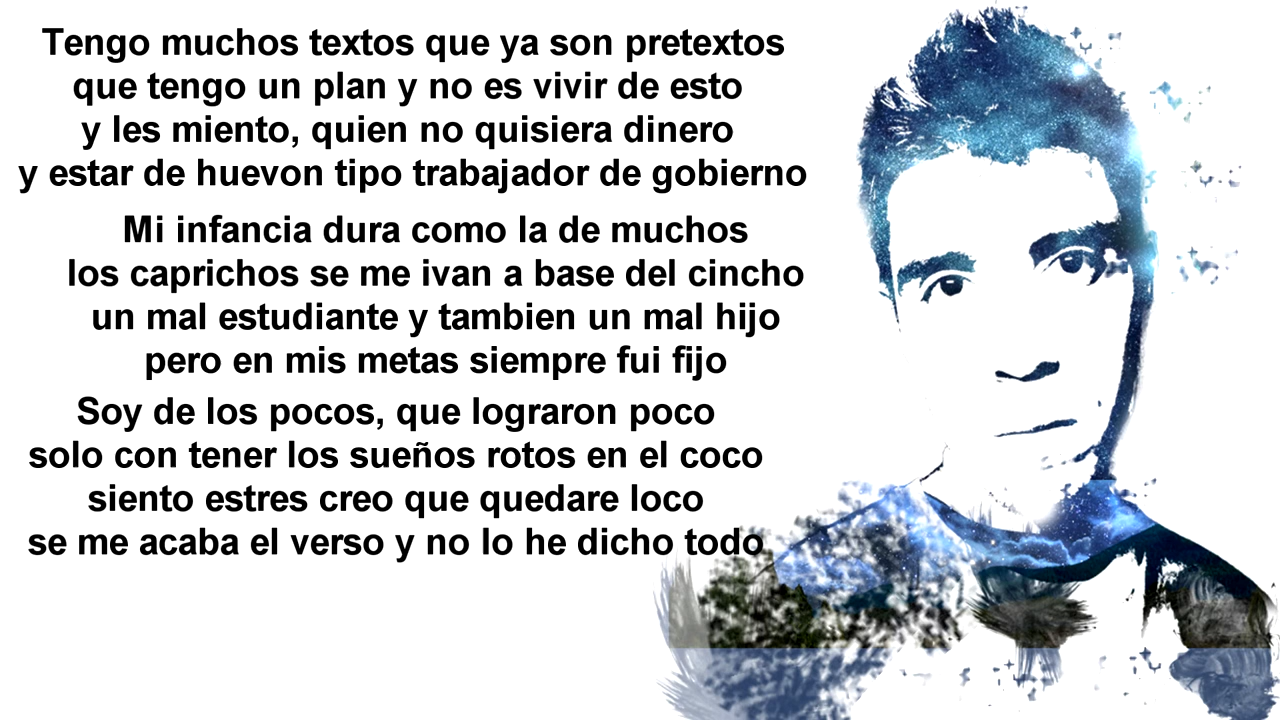 Tengo muchos textos que ya son pretextos
que tengo un plan y no es vivir de esto
y les miento, quien no quisiera dinero
y estar de huevon tipo trabajador de gobierno
Mi infancia dura como la de muchos
los caprichos se me ivan a base del cincho
un mal estudiante y tambien un mal hijo
pero en mis metas siempre fui fijo
Soy de los pocos, que lograron poco
solo con tener los sueños rotos en el coco
siento estres creo que quedare loco
se me acaba el verso y no lo he dicho todo